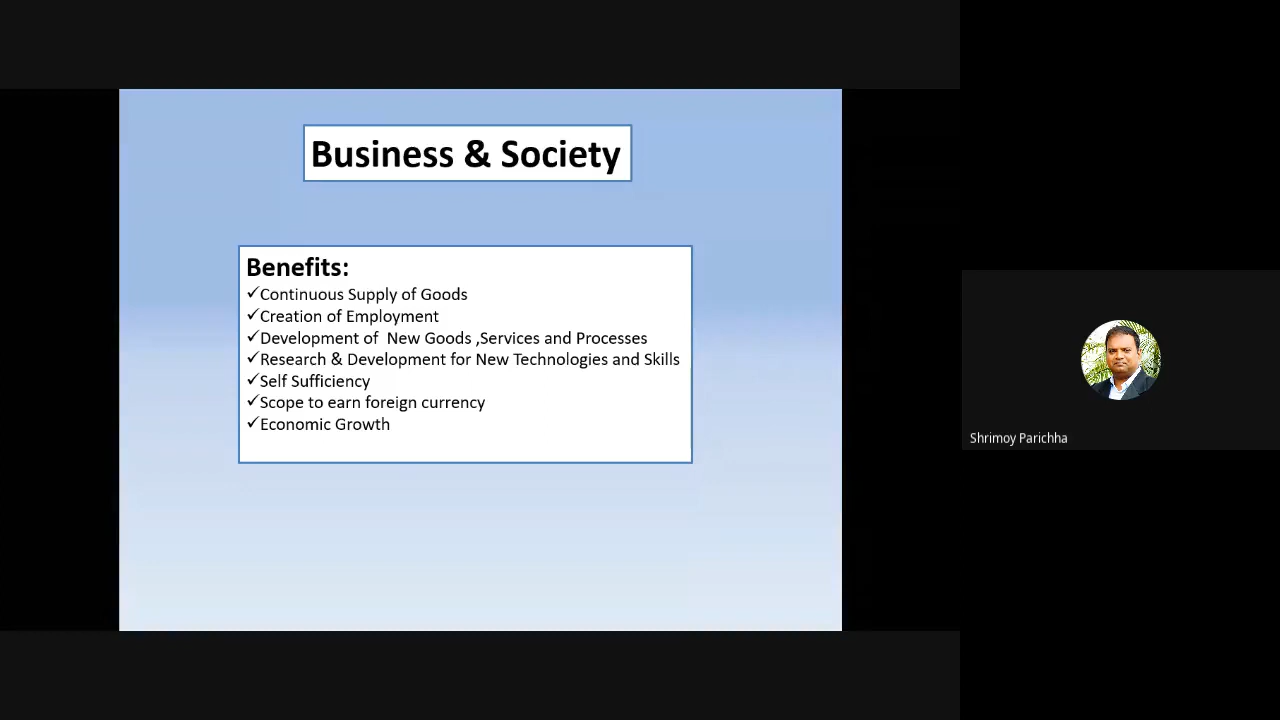 Business & Society
Benefits:
✓Continuous Supply of Goods
✓Creation of Employment
✓Development of  New Goods ,Services and Processes
✓Research & Development for New Technologies and Skills
✓Self Sufficiency
✓Scope to earn foreign currency
✓Economic Growth
Shrimoy Parichha